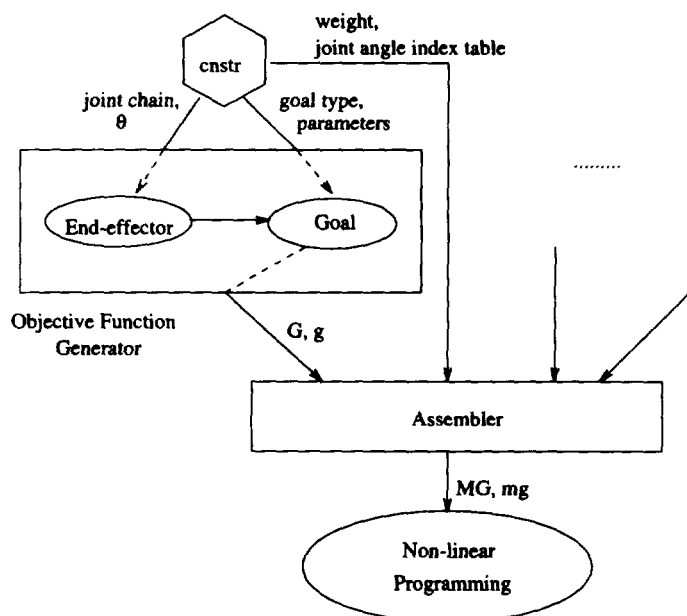 weight,
joint angle index table
cnstr
joint chain,
θ
goal type,
parameters
..........
End-effector
Goal
Objective Function
Generator
G, g
Assembler
MG, mg
Non-linear
Programming